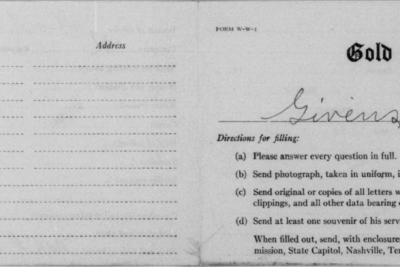 Address
FORM W-W-1
Gold
Givens,
Directions for filling:
(a) Please answer every question in full.
(b) Send photograph, taken in uniform, i
(c) Send original or copies of all letters w
clippings, and all other data bearing
(d) Send at least one souvenir of his serv
When filled out, send, with enclosure
mission, State Capitol, Nashville, Ten